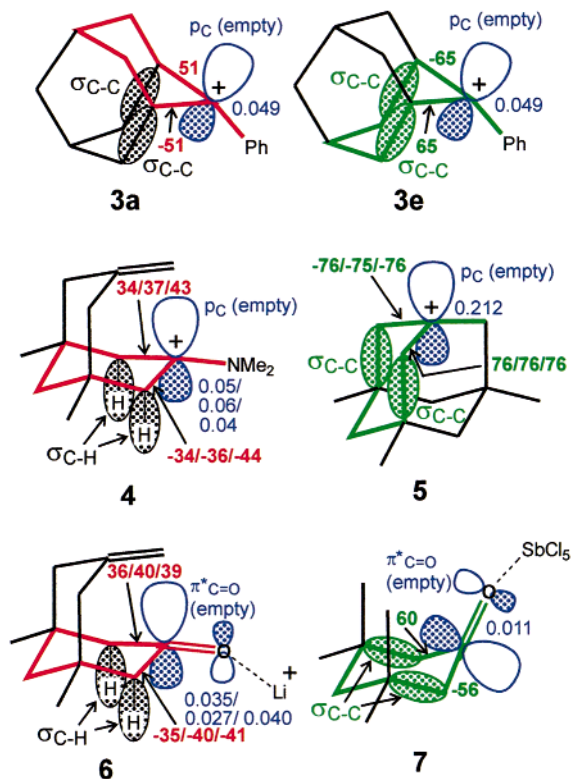 pC (empty)
51
σC-C
+
0.049
-51
Ph
σC-C
3a
pC (empty)
-65
σC-C
+
0.049
65
Ph
σC-C
3e
34/37/43
pC (empty)
+
NMe2
H
H
0.05/
0.06/
0.04
σC-H
-34/-36/-44
4
-76/-75/-76
pC (empty)
+
0.212
σC-C
76/76/76
σC-C
5
36/40/39
π*C=O
(empty)
O
Li
+
H
H
0.035/
0.027/ 0.040
σC-H
-35/-40/-41
6
SbCl5
π*C=O
(empty)
O
60
0.011
-56
σC-C
7